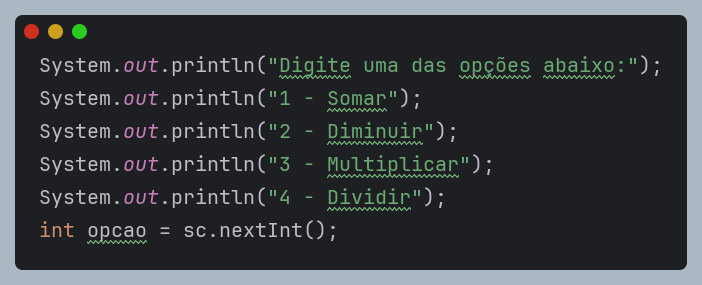 System.out.println("Digite uma das opções abaixo:");
System.out.println("1 - Somar");
System.out.println("2 - Diminuir");
System.out.println("3 - Multiplicar");
System.out.println("4 - Dividir");
int opcao = sc.nextInt();